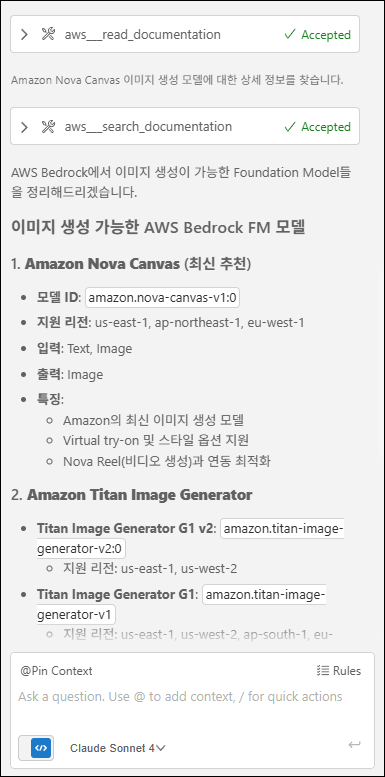 aws___read_documentation
Accepted
Amazon Nova Canvas 이미지 생성 모델에 대한 상세 정보를 찾습니다.
aws___search_documentation
Accepted
AWS Bedrock에서 이미지 생성이 가능한 Foundation Model들
을 정리해드리겠습니다.
이미지 생성 가능한 AWS Bedrock FM 모델
1. Amazon Nova Canvas (최신 추천)
• 모델 ID: amazon.nova-canvas-v1:0
• 지원 리전: us-east-1, ap-northeast-1, eu-west-1
• 입력: Text, Image
• 출력: Image
• 특징:
◦ Amazon의 최신 이미지 생성 모델
◦ Virtual try-on 및 스타일 옵션 지원
◦ Nova Reel(비디오 생성)과 연동 최적화
2. Amazon Titan Image Generator
• Titan Image Generator G1 v2: amazon.titan-image-
generator-v2:0
◦ 지원 리전: us-east-1, us-west-2
• Titan Image Generator G1: amazon.titan-image-
generator-v1
◦ 지원 리전: us-east-1, us-west-2, ap-south-1, eu-
@Pin Context
Rules
Ask a question. Use @ to add context, / for quick actions
Claude Sonnet 4